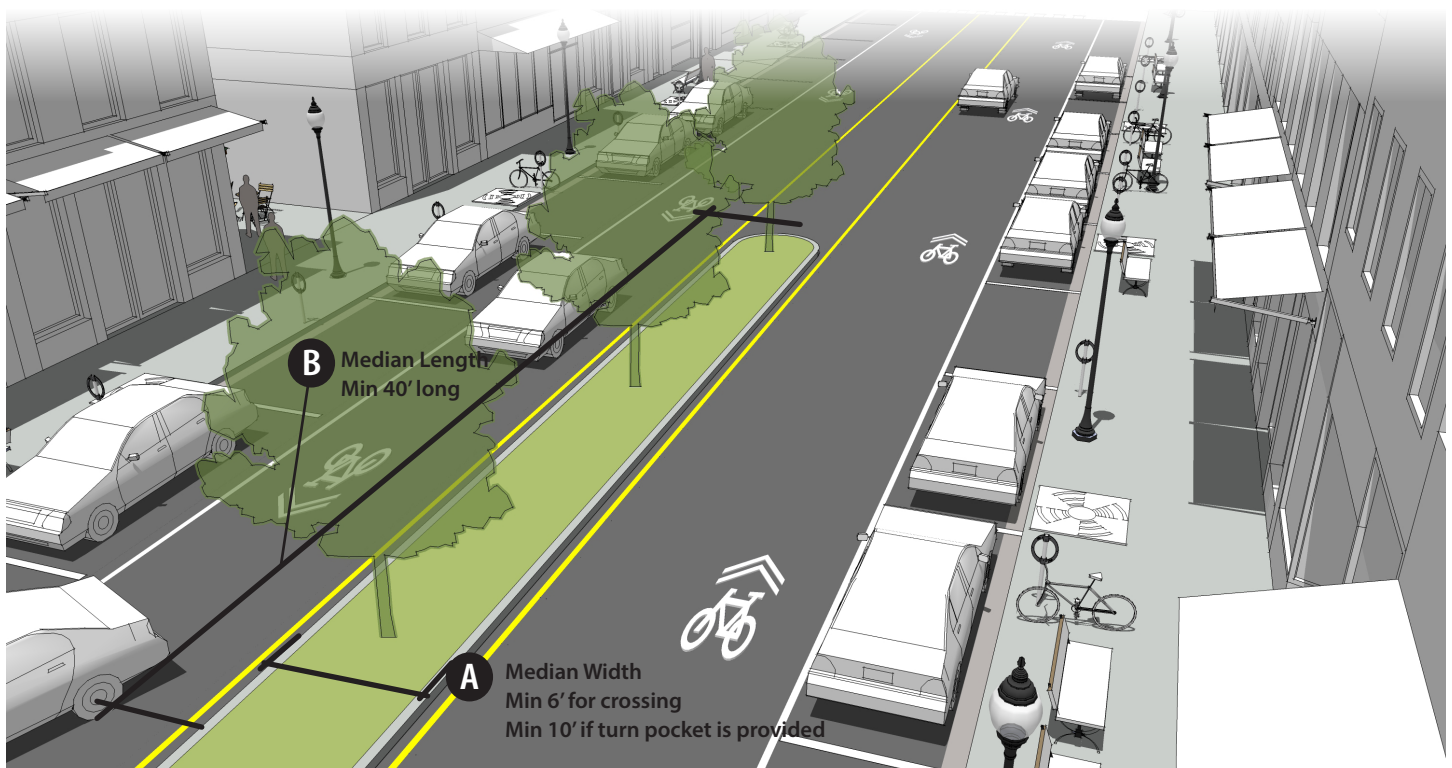 B
Median Length
Min 40’ long
A
Median Width
Min 6’ for crossing
Min 10’ if turn pocket is provided